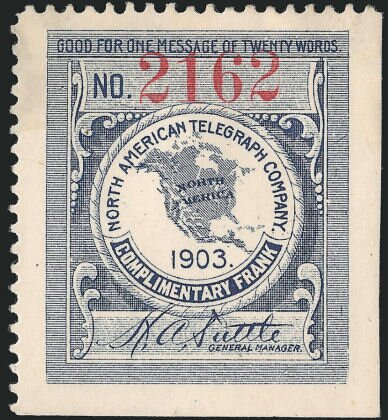 GOOD FOR ONE MESSAGE OF TWENTY WORDS.
NO. 2162
NORTH AMERICAN TELEGRAPH COMPANY.
NORTH
AMERICA
1903.
COMPLIMENTARY FRANK
H A Tuttle
GENERAL MANAGER.